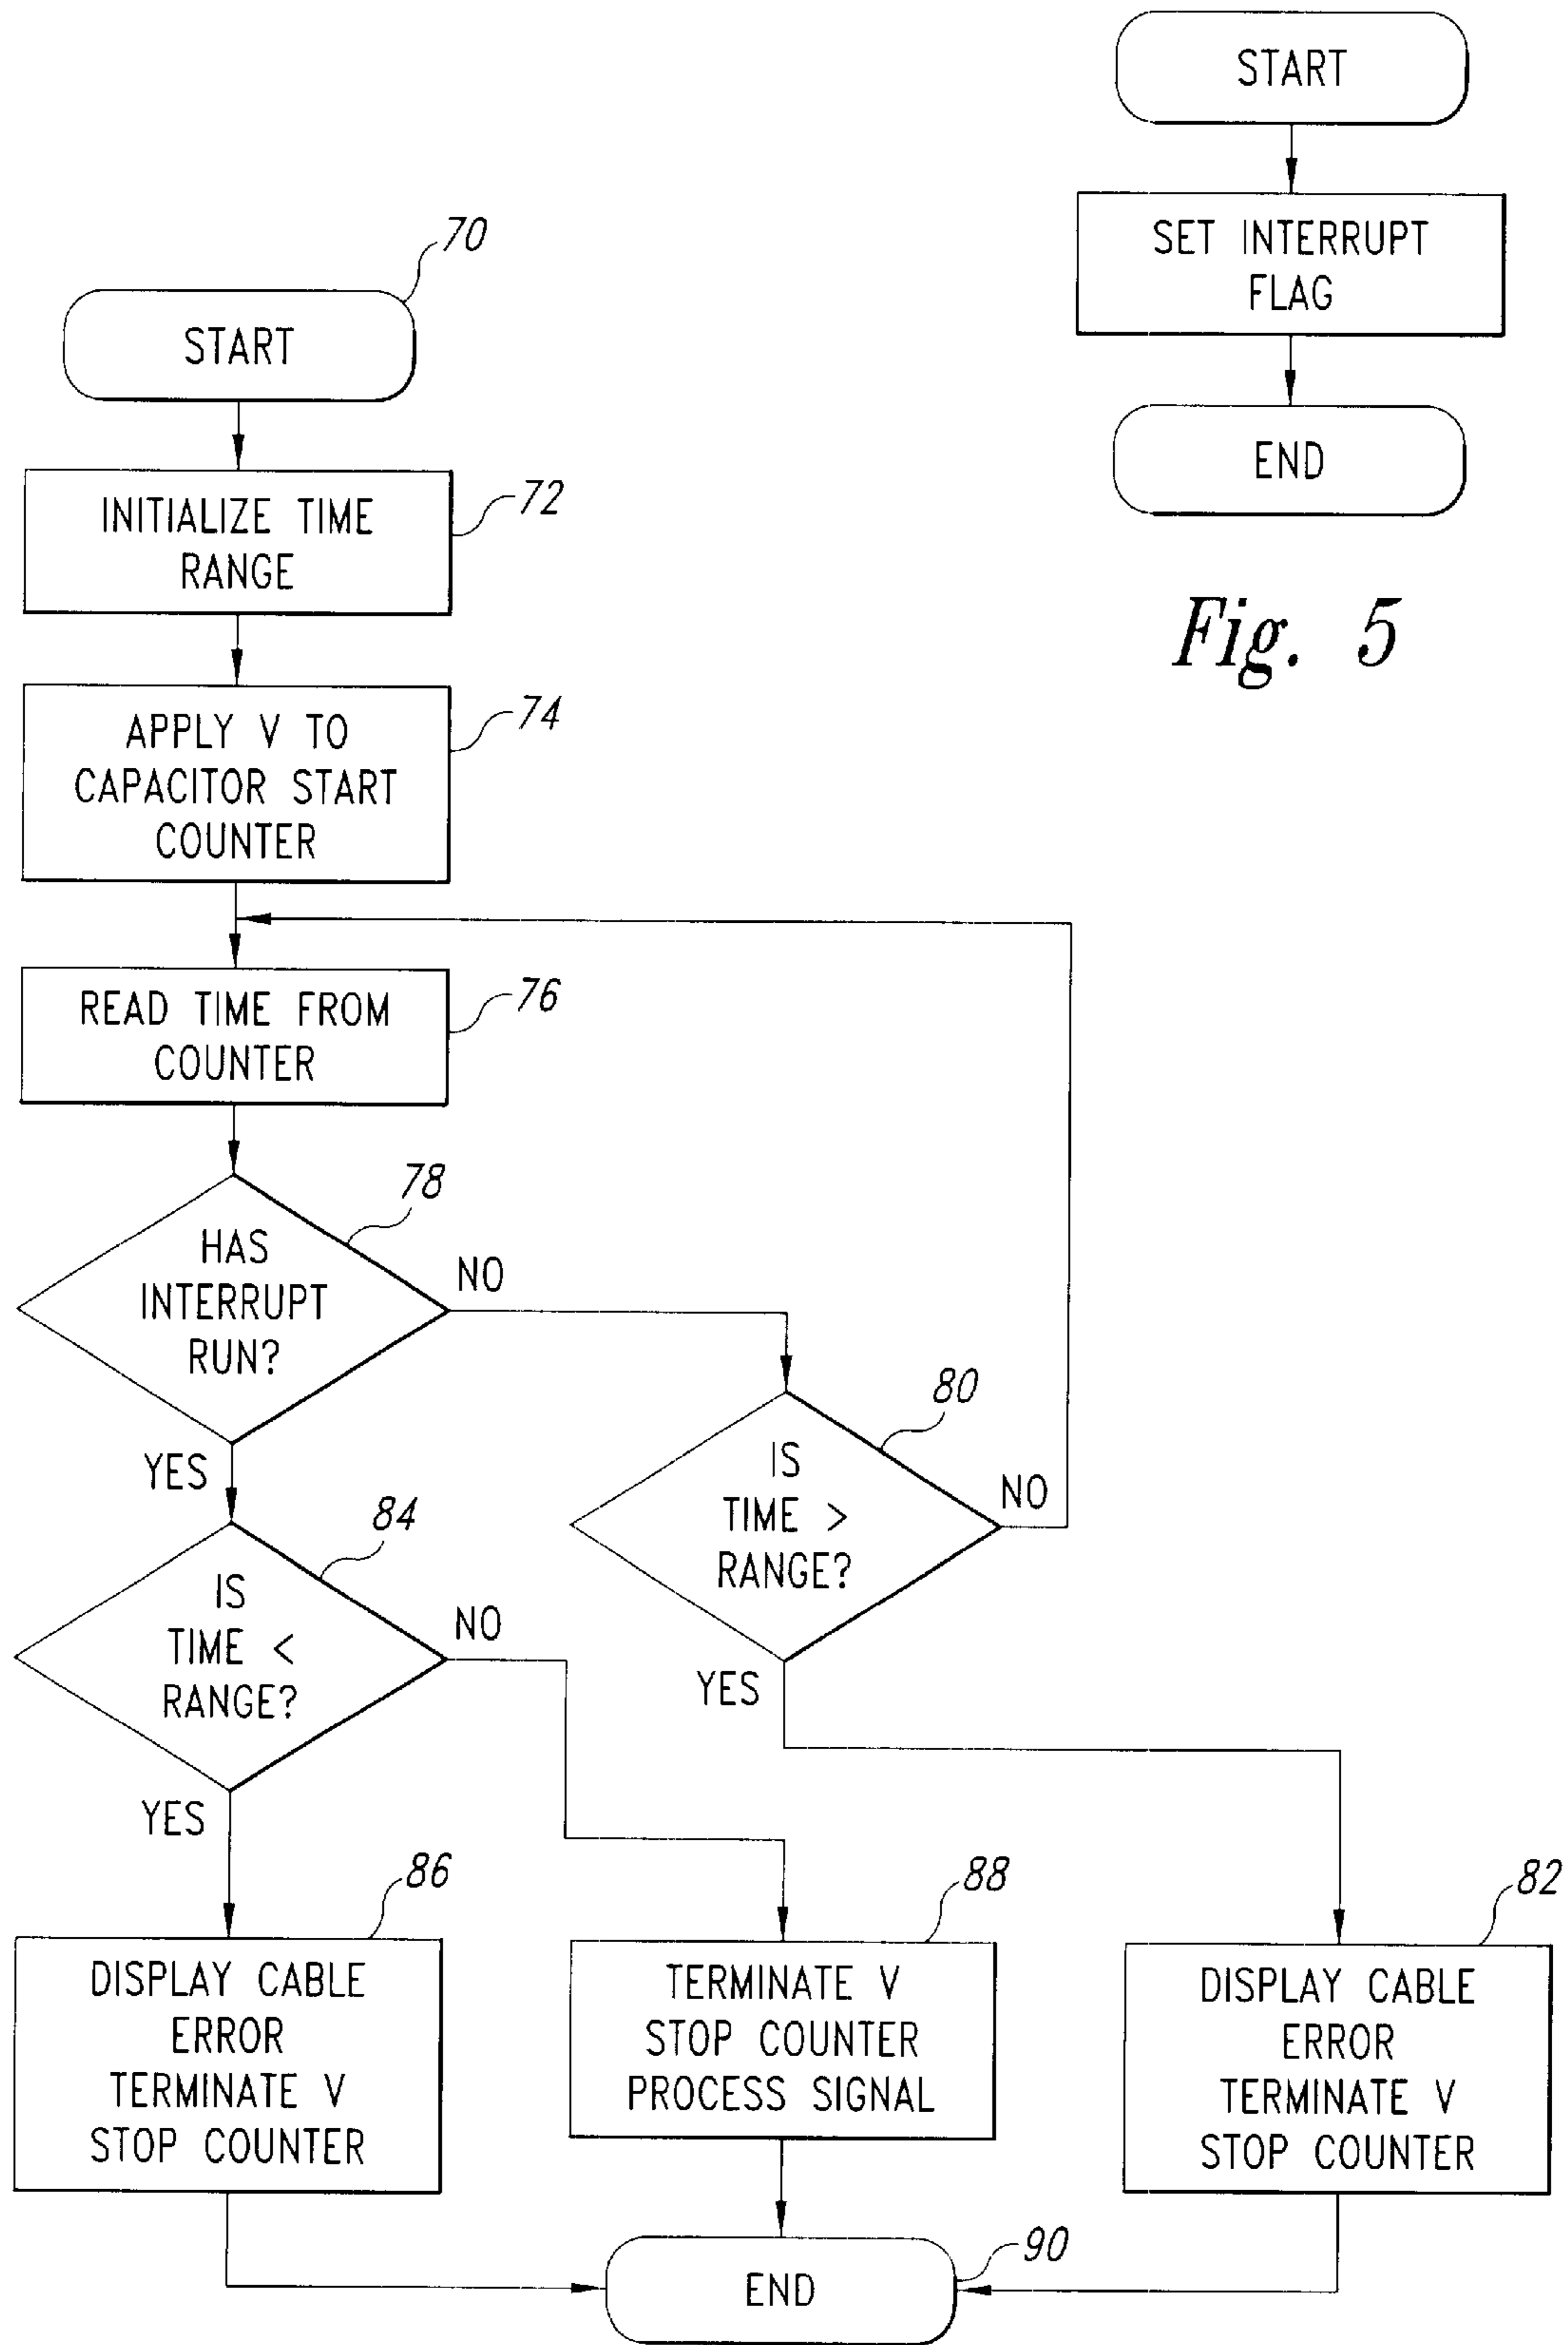 START
SET INTERRUPT
FLAG
END
Fig. 5
70
START
72
INITIALIZE TIME
RANGE
74
APPLY V TO
CAPACITOR START
COUNTER
76
READ TIME FROM
COUNTER
78
HAS
INTERRUPT
RUN?
NO
YES
80
IS
TIME >
RANGE?
NO
YES
84
IS
TIME <
RANGE?
NO
YES
86
DISPLAY CABLE
ERROR
TERMINATE V
STOP COUNTER
88
TERMINATE V
STOP COUNTER
PROCESS SIGNAL
82
DISPLAY CABLE
ERROR
TERMINATE V
STOP COUNTER
90
END